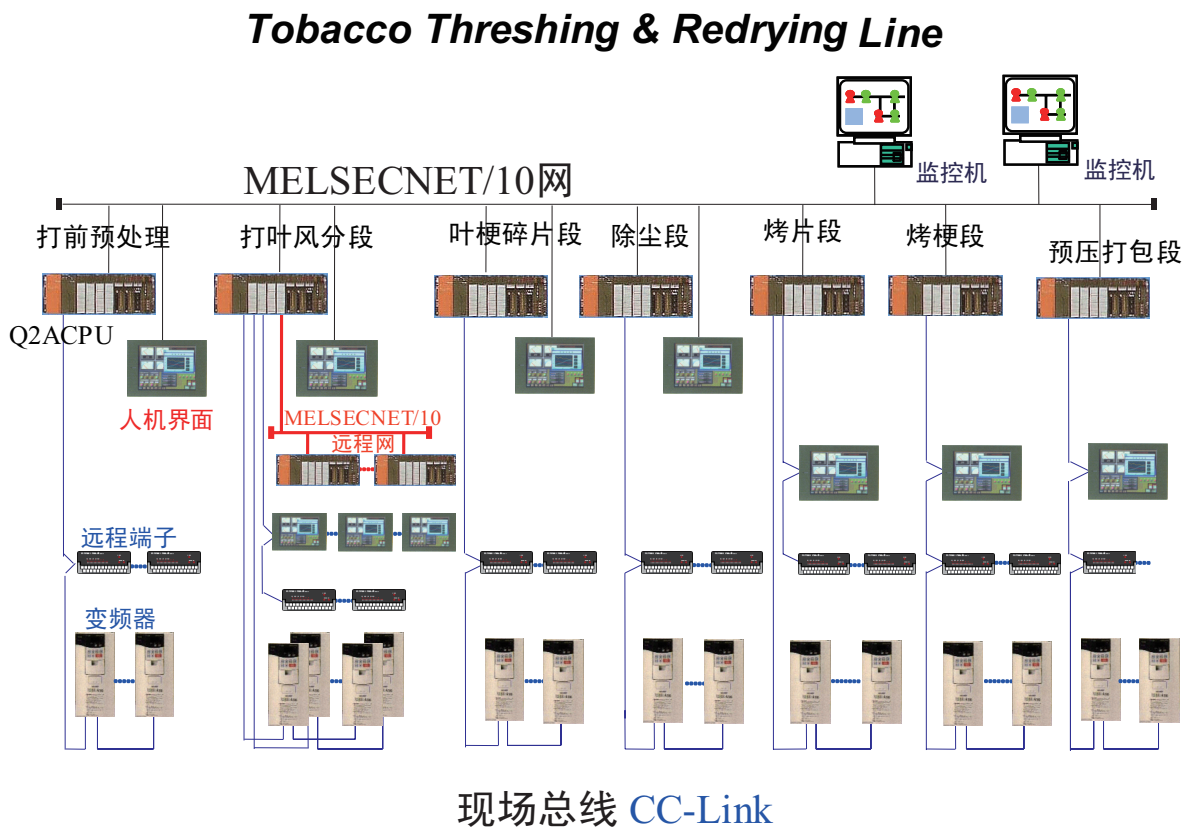 Tobacco Threshing & Redrying Line
监控机
监控机
MELSECNET/10网
打前预处理
打叶风分段
叶梗碎片段
除尘段
烤片段
烤梗段
预压打包段
Q2ACPU
人机界面
MELSECNET/10
远程网
远程端子
变频器
现场总线 CC-Link